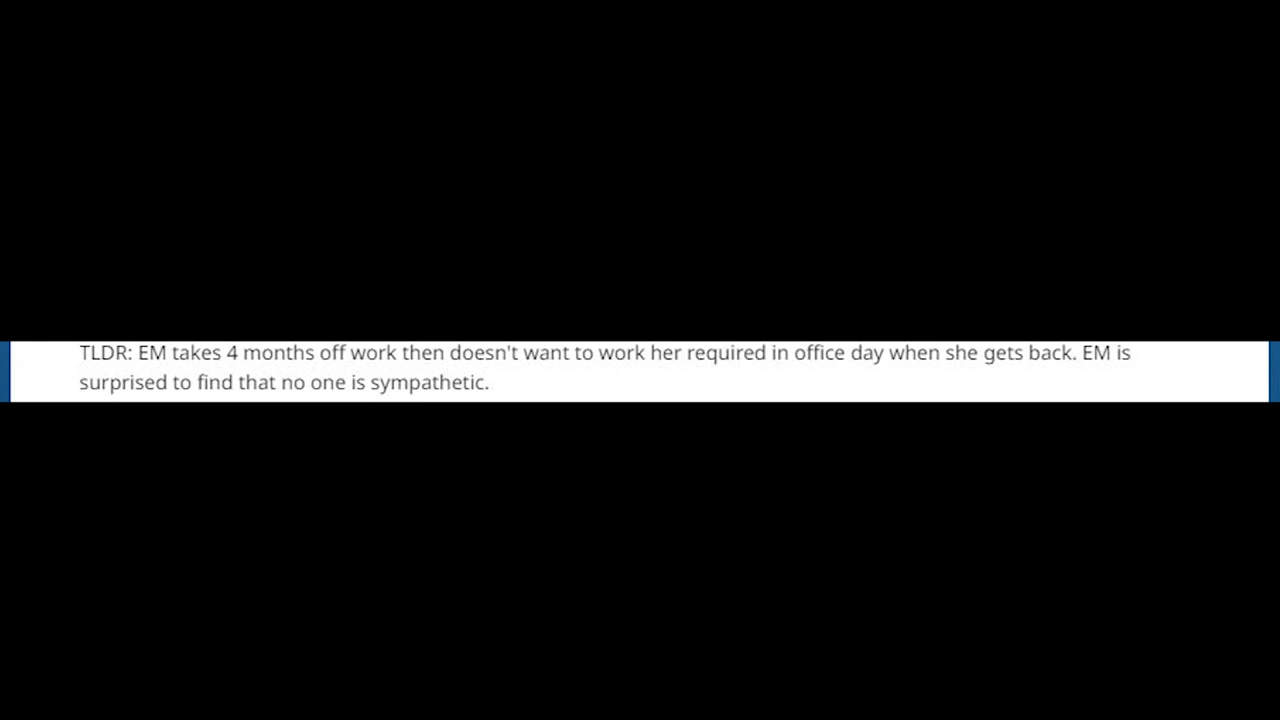 TLDR: EM takes 4 months off work then doesn't want to work her required in office day when she gets back. EM is
surprised to find that no one is sympathetic.